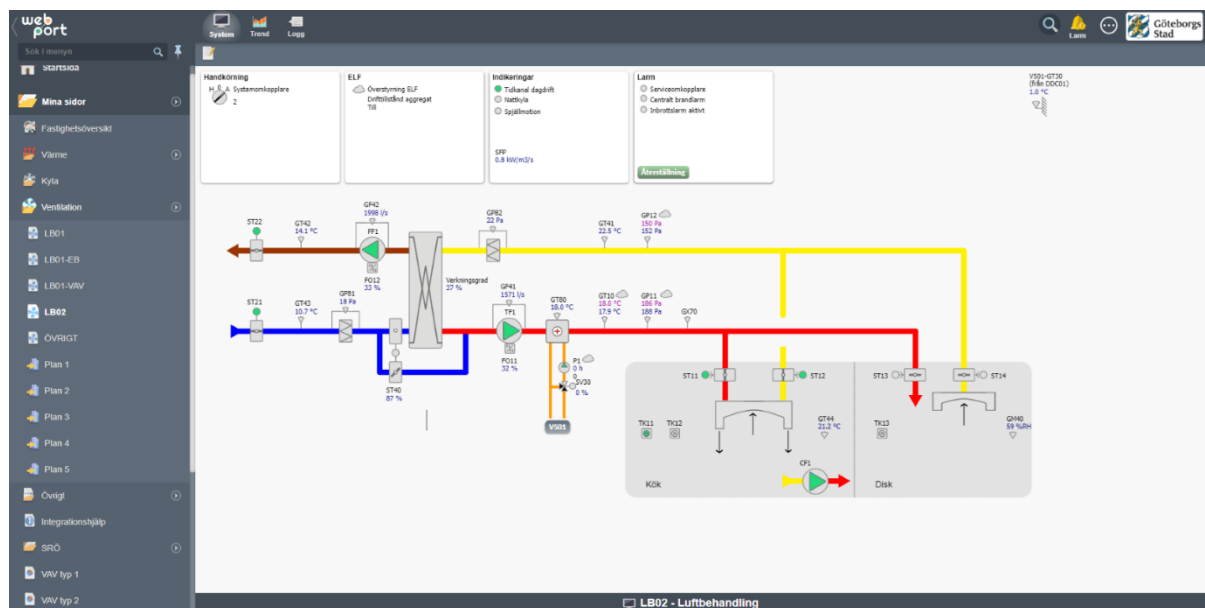 web
port
System
Trend
Logg
Larm
Göteborgs
Stad
Sök i menyn
Startsida
Mina sidor
Fastighetsöversikt
Värme
Kyla
Ventilation
LB01
LB01-EB
LB01-VAV
LB02
ÖVRIGT
Plan 1
Plan 2
Plan 3
Plan 4
Plan 5
Övrigt
Integrationshjälp
SRÖ
VAV typ 1
VAV typ 2
Handkörning
H 0 A Systemomkopplare
2
ELF
Överstyrning ELF
Driftstillstånd aggregat
Till
Indikeringar
Tidkanal dagdrift
Nattkyla
Spjällmotion
SFP
0.8 kW/m3/s
Larm
Serviceomkopplare
Centralt brandlarm
Inbrottslarm aktivt
Återställning
VS01-GT30
(från DDC01)
1.0 °C
ST22
GT42
14.1 °C
GF42
1998 l/s
FF1
FO12
33 %
GP82
22 Pa
GT41
22.5 °C
GP12
150 Pa
152 Pa
Verkningsgrad
37 %
ST21
GT43
10.7 °C
GP81
18 Pa
ST40
87 %
GF41
1571 l/s
TF1
FO11
32 %
GT80
18.0 °C
GT10
18.0 °C
17.9 °C
GP11
186 Pa
188 Pa
GX70
P1
0 h
0
SV30
0 %
VS01
ST11
ST12
ST13
ST14
TK11
TK12
GT44
21.2 °C
TK13
GM40
59 %RH
CF1
Kök
Disk
LB02 - Luftbehandling